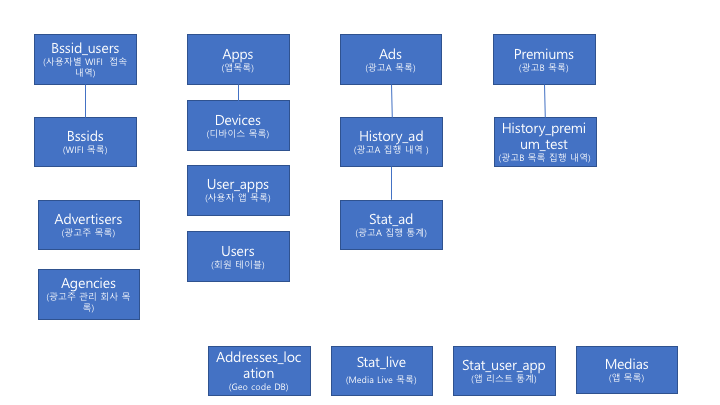 Bssid_users
(사용자별 WIFI 접속
내역)
Apps
(앱목록)
Ads
(광고A 목록)
Premiums
(광고B 목록)
Bssids
(WIFI 목록)
Devices
(디바이스 목록)
History_ad
(광고A 집행 내역 )
History_premi
um_test
(광고B 목록 집행 내역)
User_apps
(사용자 앱 목록)
Advertisers
(광고주 목록)
Stat_ad
(광고A 집행 통계)
Users
(회원 테이블)
Agencies
(광고주 관리 회사 목
록)
Addresses_loc
ation
(Geo code DB)
Stat_live
(Media Live 목록)
Stat_user_app
(앱 리스트 통계)
Medias
(앱 목록)